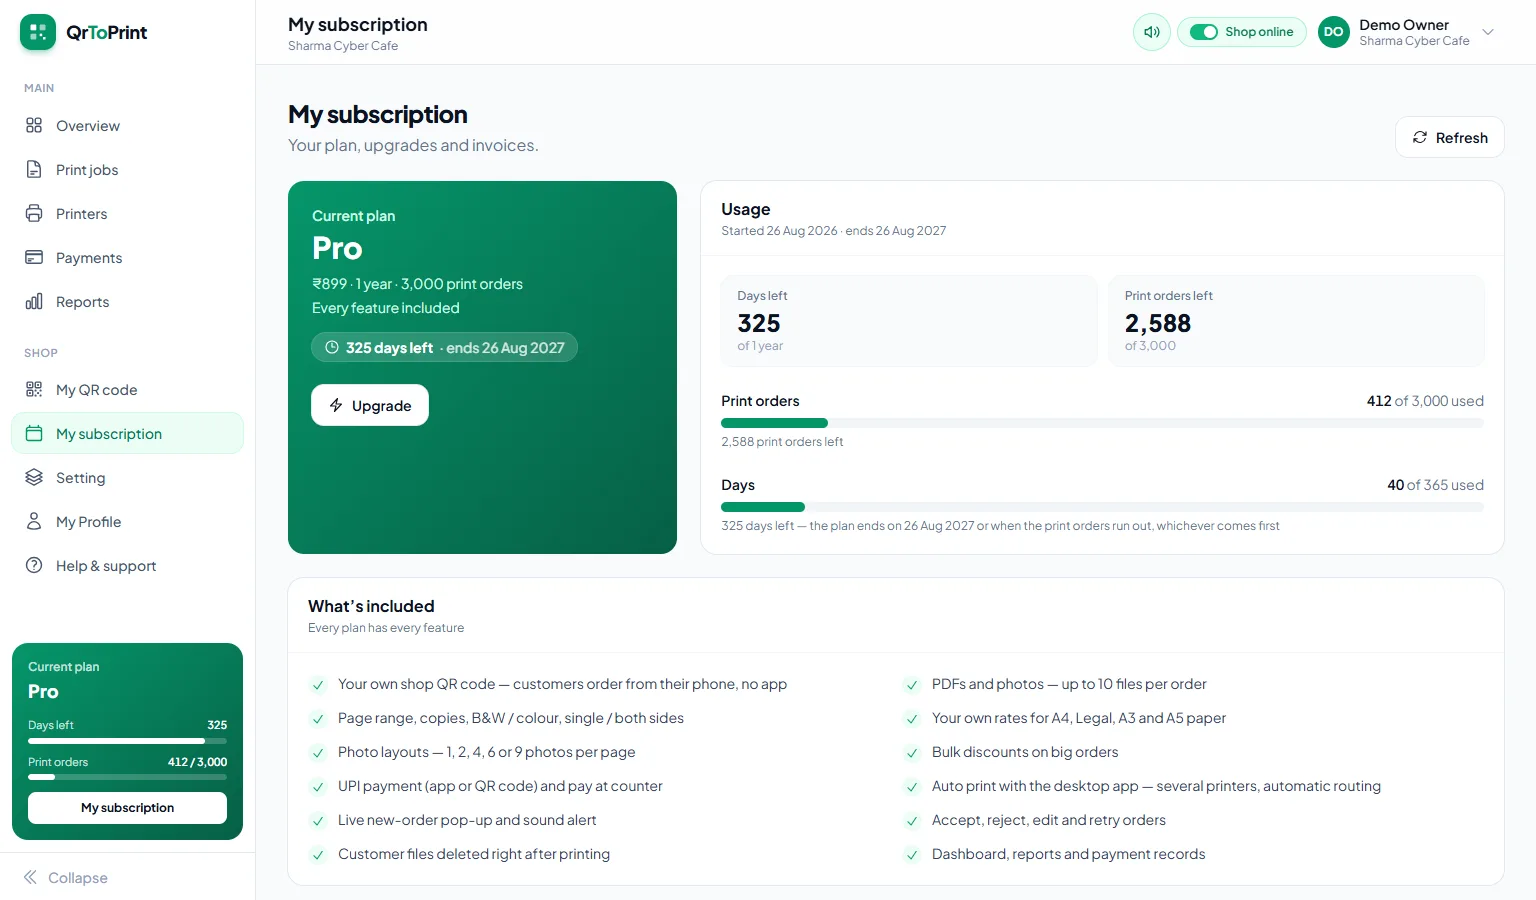 QrToPrint
MAIN
Overview
Print jobs
Printers
Payments
Reports
SHOP
My QR code
My subscription
Setting
My Profile
Help & support
Current plan
Pro
Days left 325
Print orders 412 / 3,000
My subscription
Collapse
My subscription
Sharma Cyber Cafe
Shop online
DO
Demo Owner
Sharma Cyber Cafe
My subscription
Your plan, upgrades and invoices.
Refresh
Current plan
Pro
₹899 · 1 year · 3,000 print orders
Every feature included
325 days left · ends 26 Aug 2027
Upgrade
Usage
Started 26 Aug 2026 · ends 26 Aug 2027
Days left
325
of 1 year
Print orders left
2,588
of 3,000
Print orders 412 of 3,000 used
2,588 print orders left
Days 40 of 365 used
325 days left — the plan ends on 26 Aug 2027 or when the print orders run out, whichever comes first
What's included
Every plan has every feature
Your own shop QR code — customers order from their phone, no app
PDFs and photos — up to 10 files per order
Page range, copies, B&W / colour, single / both sides
Your own rates for A4, Legal, A3 and A5 paper
Photo layouts — 1, 2, 4, 6 or 9 photos per page
Bulk discounts on big orders
UPI payment (app or QR code) and pay at counter
Auto print with the desktop app — several printers, automatic routing
Live new-order pop-up and sound alert
Accept, reject, edit and retry orders
Customer files deleted right after printing
Dashboard, reports and payment records